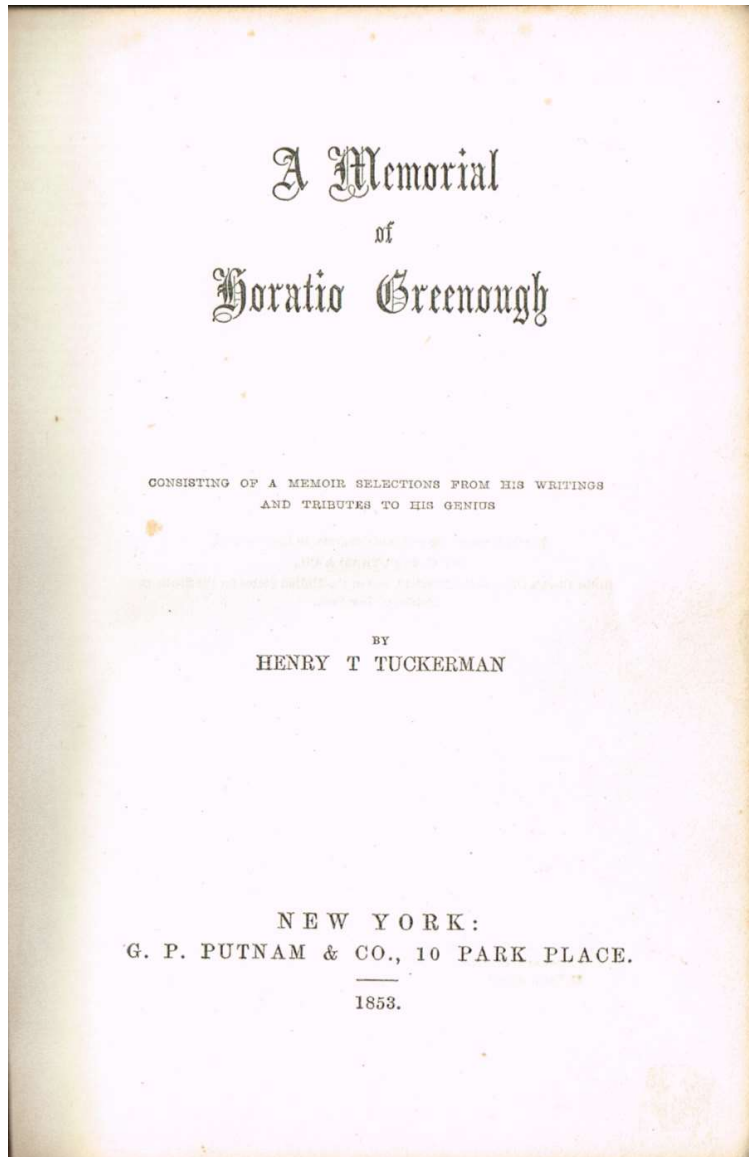 A Memorial
of
Horatio Greenough
CONSISTING OF A MEMOIR SELECTIONS FROM HIS WRITINGS
AND TRIBUTES TO HIS GENIUS
BY
HENRY T TUCKERMAN
NEW YORK:
G. P. PUTNAM & CO., 10 PARK PLACE.
1853.